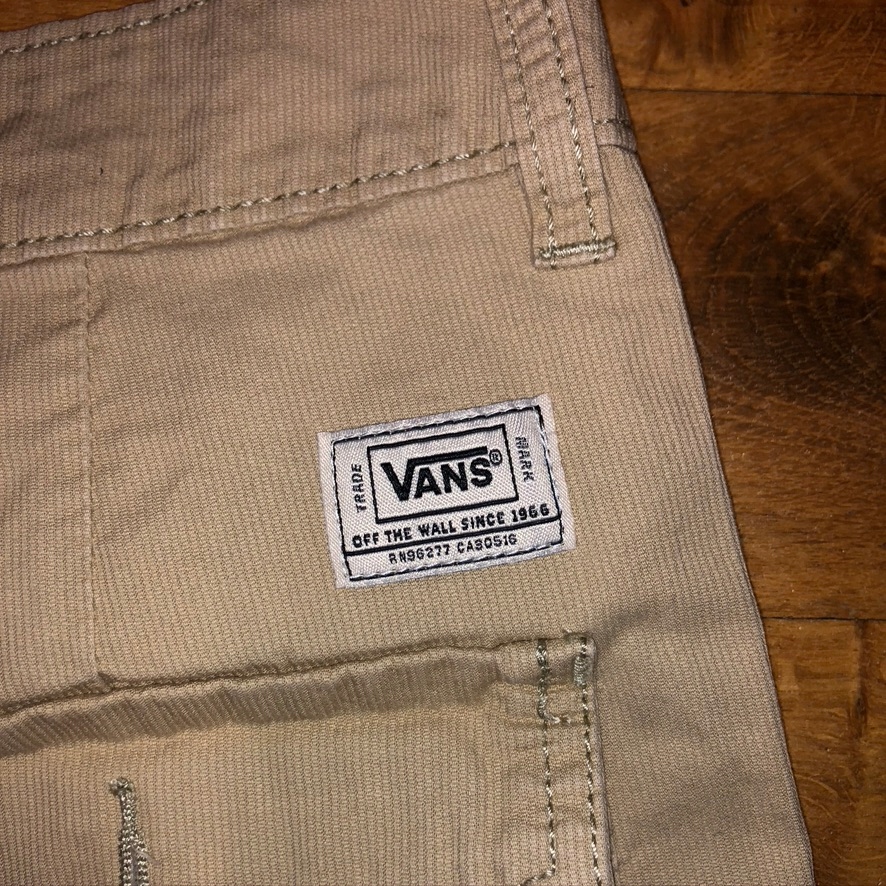 TRADE
VANS®
MARK
OFF THE WALL SINCE 1966
RN96277 CA30516